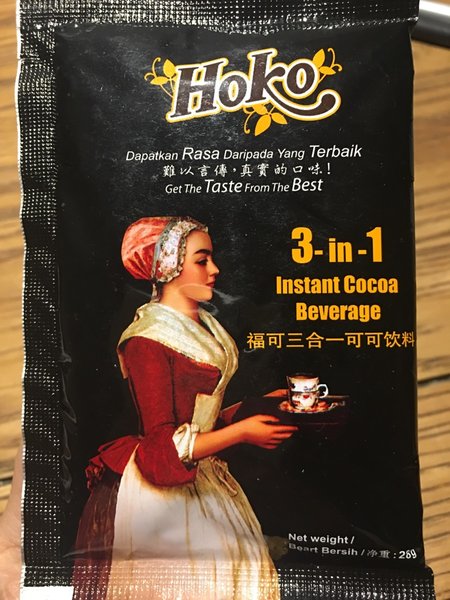 Hoko
Dapatkan Rasa Daripada Yang Terbaik
難以言傳，真實的口味！
Get The Taste From The Best
3-in-1
Instant Cocoa
Beverage
福可三合一可可饮料
Net weight /
Beart Bersih / 净重 : 28g